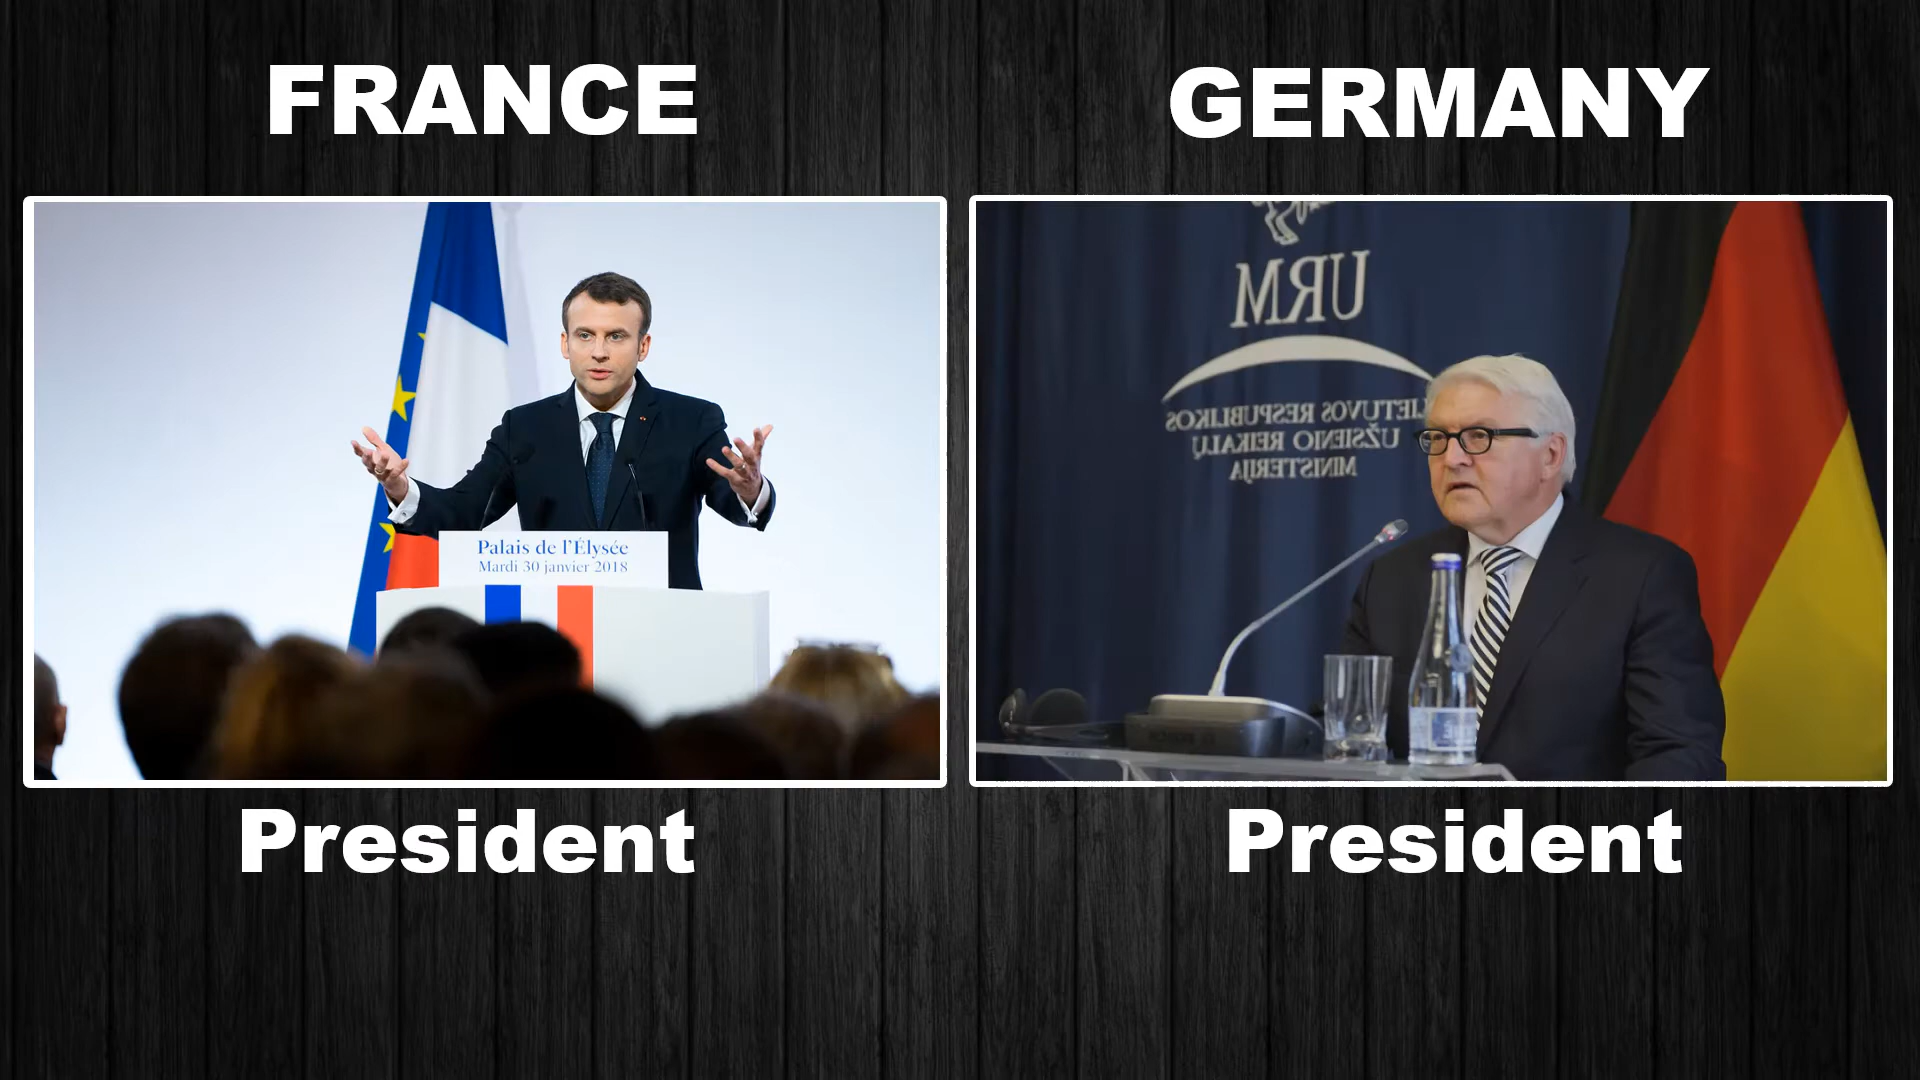 FRANCE
GERMANY
Palais de l'Élysée
Mardi 30 janvier 2018
URM
LIETUVOS RESPUBLIKOS
UŽSIENIO REIKALŲ
MINISTERIJA
President
President